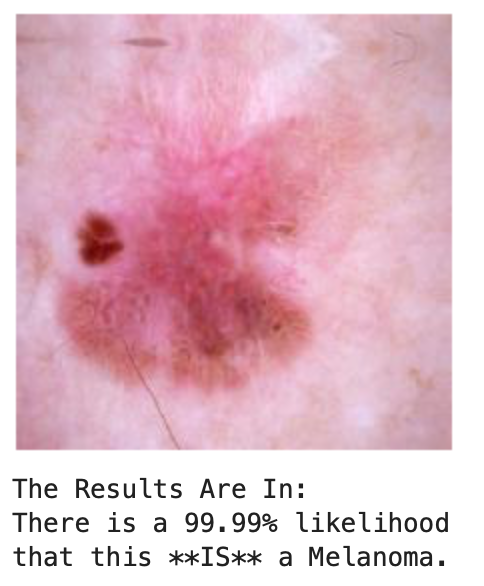 The Results Are In:
There is a 99.99% likelihood
that this **IS** a Melanoma.